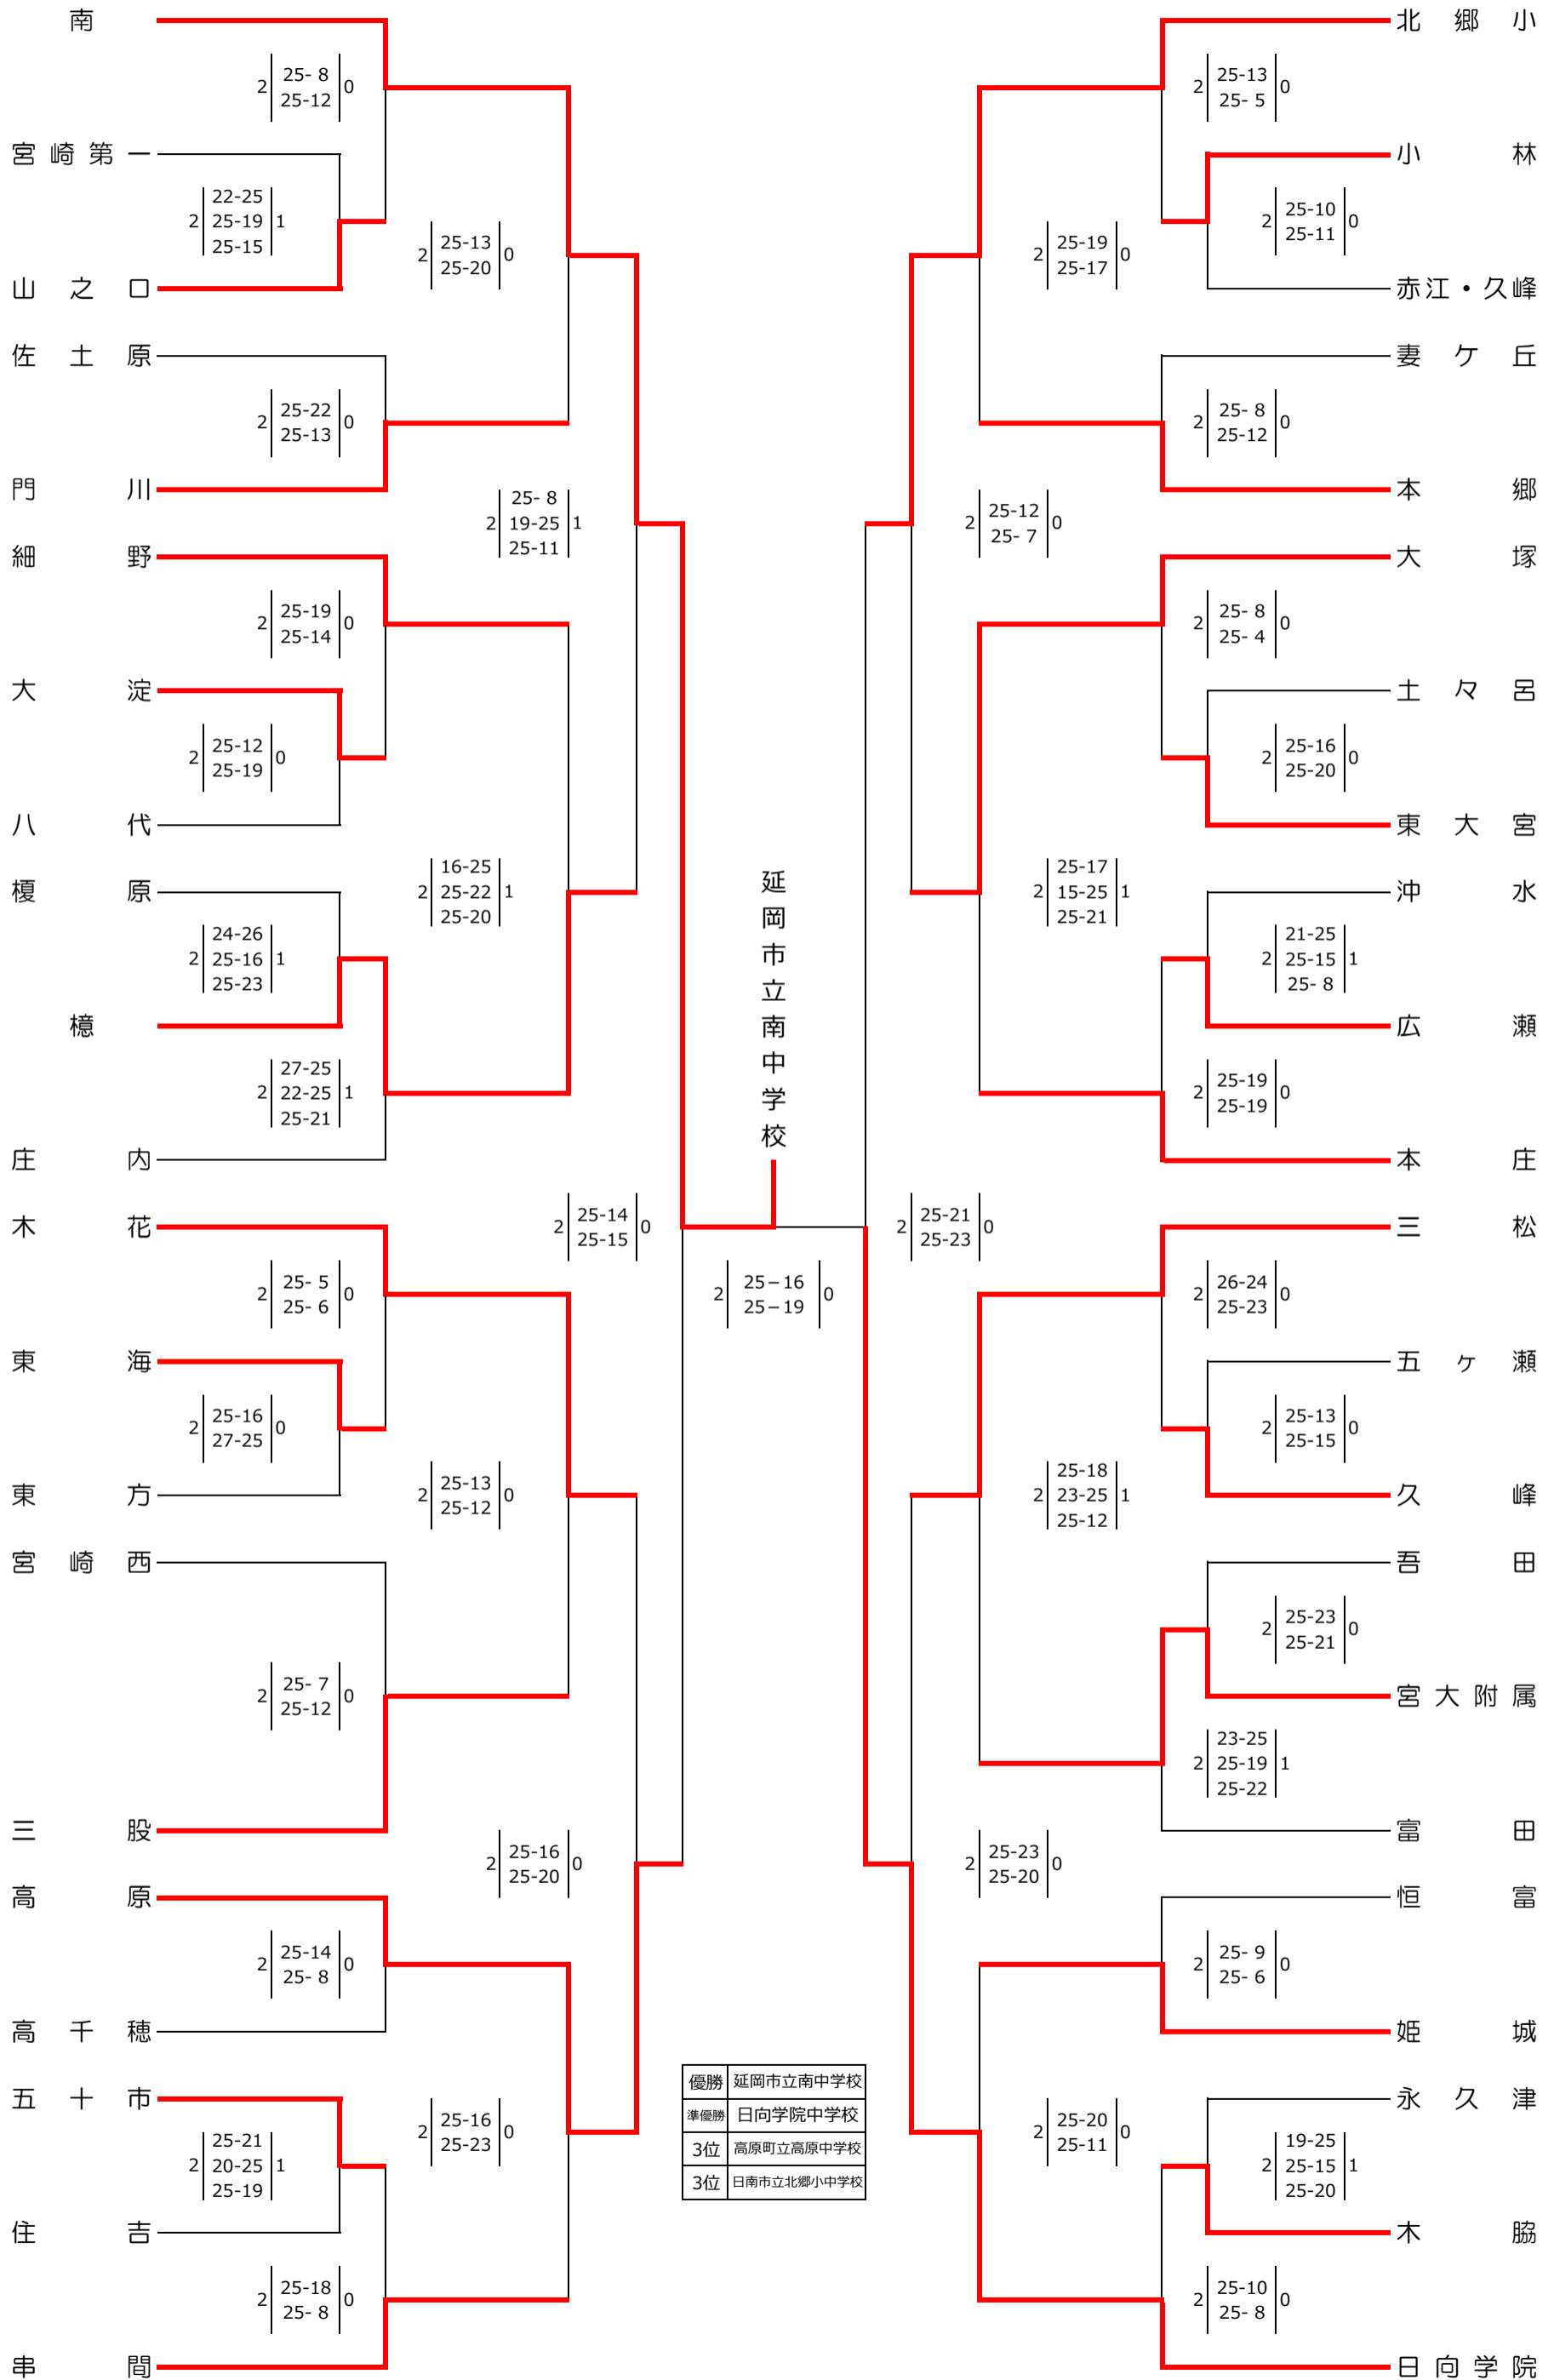 南
2 25- 8 0
25-12
宮崎第一
22-25
2 25-19 1
25-15
山之口
2 25-13 0
25-20
佐土原
2 25-22 0
25-13
門川
25- 8
2 19-25 1
25-11
細野
2 25-19 0
25-14
大淀
2 25-12 0
25-19
八代
16-25
2 25-22 1
25-20
榎原
24-26
2 25-16 1
25-23
檍
27-25
2 22-25 1
25-21
庄内
2 25-14 0
25-15
木花
2 25- 5 0
25- 6
東海
2 25-16 0
27-25
東方
2 25-13 0
25-12
宮崎西
2 25- 7 0
25-12
三股
2 25-16 0
25-20
高原
2 25-14 0
25- 8
高千穂
五十市
2 25-16 0
25-23
25-21
2 20-25 1
25-19
住吉
2 25-18 0
25- 8
串間
延岡市立南中学校
2 25−16 0
25−19
優勝 延岡市立南中学校
準優勝 日向学院中学校
3位 高原町立高原中学校
3位 日南市立北郷小中学校
北郷小
2 25-13 0
25- 5
小林
2 25-10 0
25-11
2 25-19 0
25-17
赤江・久峰
妻ケ丘
2 25- 8 0
25-12
本郷
2 25-12 0
25- 7
大塚
2 25- 8 0
25- 4
土々呂
2 25-16 0
25-20
東大宮
25-17
2 15-25 1
25-21
沖水
21-25
2 25-15 1
25- 8
広瀬
2 25-19 0
25-19
本庄
2 25-21 0
25-23
三松
2 26-24 0
25-23
五ヶ瀬
2 25-13 0
25-15
久峰
25-18
2 23-25 1
25-12
吾田
2 25-23 0
25-21
宮大附属
23-25
2 25-19 1
25-22
富田
2 25-23 0
25-20
恒富
2 25- 9 0
25- 6
姫城
永久津
2 25-20 0
25-11
19-25
2 25-15 1
25-20
木脇
2 25-10 0
25- 8
日向学院